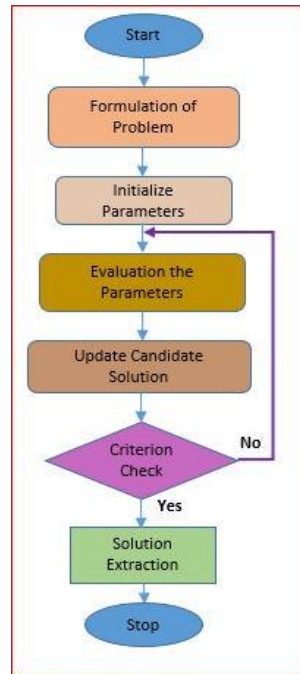 Start
Formulation of
Problem
Initialize
Parameters
Evaluation the
Parameters
Update Candidate
Solution
Criterion
Check
No
Yes
Solution
Extraction
Stop